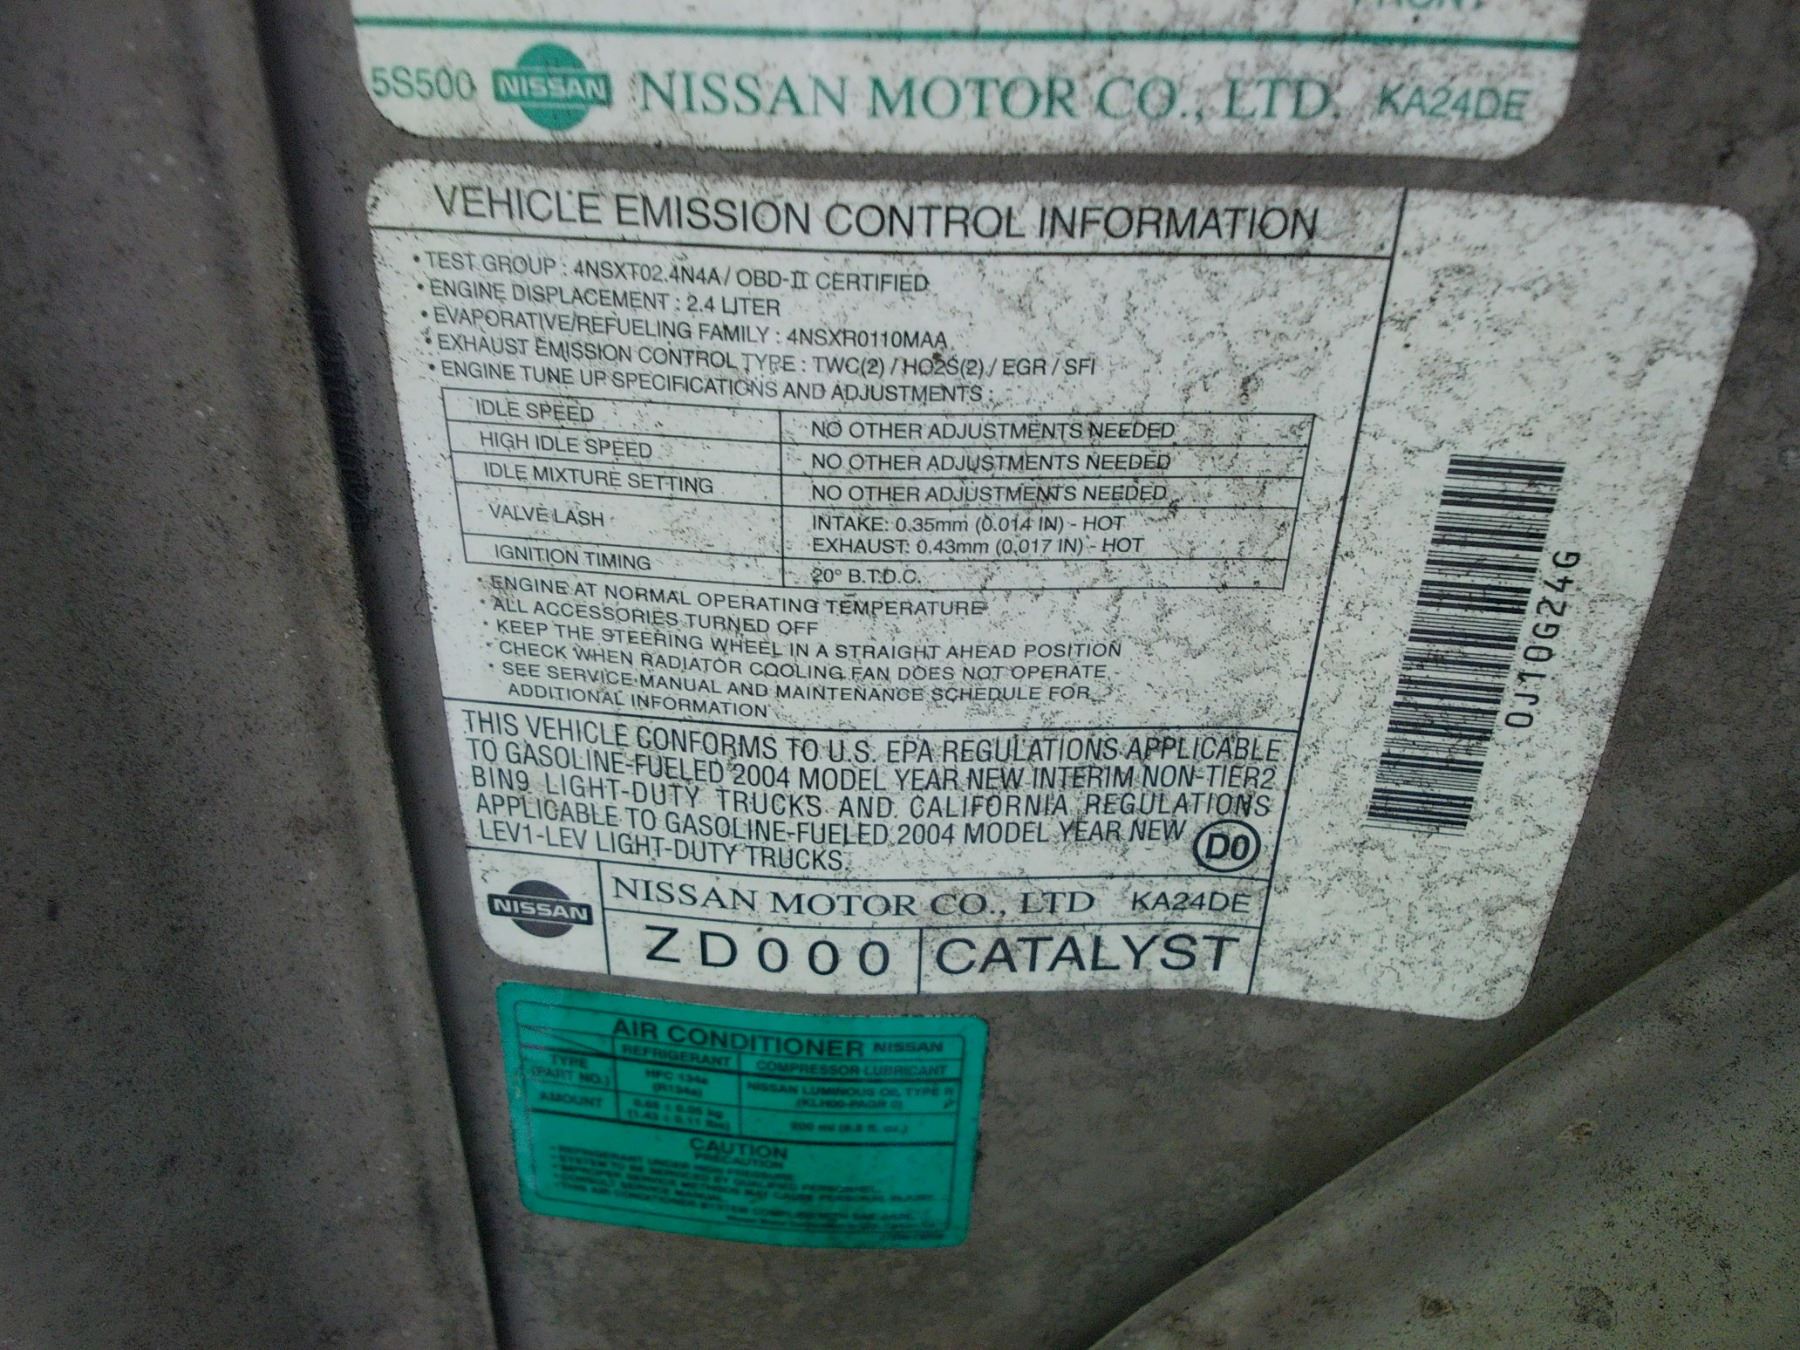 5S500 NISSAN NISSAN MOTOR CO., LTD. KA24DE
VEHICLE EMISSION CONTROL INFORMATION
• TEST GROUP : 4NSXT02.4N4A / OBD-II CERTIFIED
• ENGINE DISPLACEMENT : 2.4 LITER
• EVAPORATIVE/REFUELING FAMILY : 4NSXR0110MAA
• EXHAUST EMISSION CONTROL TYPE : TWC(2) / HO2S(2) / EGR / SFI
• ENGINE TUNE UP SPECIFICATIONS AND ADJUSTMENTS :
IDLE SPEED NO OTHER ADJUSTMENTS NEEDED
HIGH IDLE SPEED NO OTHER ADJUSTMENTS NEEDED
IDLE MIXTURE SETTING NO OTHER ADJUSTMENTS NEEDED
VALVE LASH INTAKE: 0.35mm (0.014 IN) - HOT
EXHAUST: 0.43mm (0.017 IN) - HOT
IGNITION TIMING 20° B.T.D.C.
• ENGINE AT NORMAL OPERATING TEMPERATURE
• ALL ACCESSORIES TURNED OFF
• KEEP THE STEERING WHEEL IN A STRAIGHT AHEAD POSITION
• CHECK WHEN RADIATOR COOLING FAN DOES NOT OPERATE
• SEE SERVICE MANUAL AND MAINTENANCE SCHEDULE FOR
ADDITIONAL INFORMATION
THIS VEHICLE CONFORMS TO U.S. EPA REGULATIONS APPLICABLE
TO GASOLINE-FUELED 2004 MODEL YEAR NEW INTERIM NON-TIER2
BIN9 LIGHT-DUTY TRUCKS AND CALIFORNIA REGULATIONS
APPLICABLE TO GASOLINE-FUELED 2004 MODEL YEAR NEW
LEV1-LEV LIGHT-DUTY TRUCKS.
D0
NISSAN NISSAN MOTOR CO., LTD KA24DE
ZD000 CATALYST
0J10G24G
AIR CONDITIONER NISSAN
REFRIGERANT COMPRESSOR LUBRICANT
TYPE
(PART NO.) HFC 134a
(R134a) NISSAN LUMINOUS OIL TYPE R
AMOUNT
CAUTION
PRECAUTION